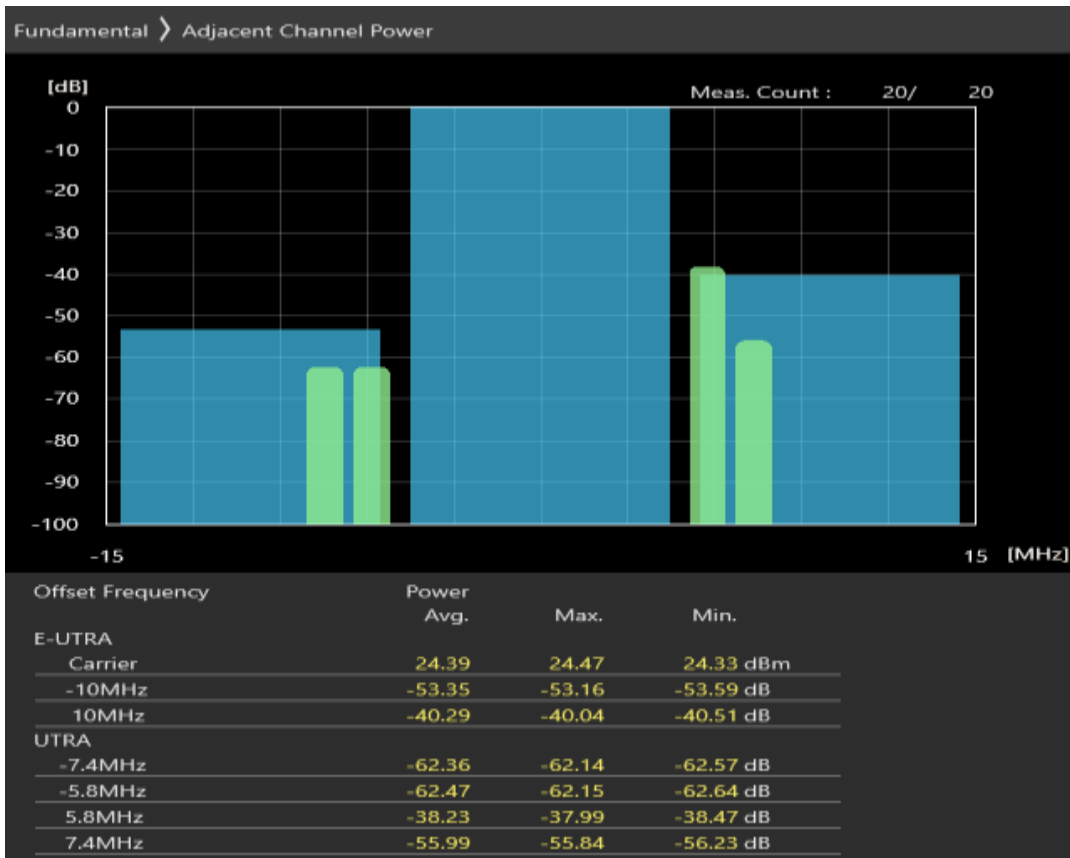 Fundamental ❯ Adjacent Channel Power
[dB]
Meas. Count : 20/ 20
0
-10
-20
-30
-40
-50
-60
-70
-80
-90
-100
-15 15 [MHz]
Offset Frequency Power
Avg. Max. Min.
E-UTRA
Carrier 24.39 24.47 24.33 dBm
-10MHz -53.35 -53.16 -53.59 dB
10MHz -40.29 -40.04 -40.51 dB
UTRA
-7.4MHz -62.36 -62.14 -62.57 dB
-5.8MHz -62.47 -62.15 -62.64 dB
5.8MHz -38.23 -37.99 -38.47 dB
7.4MHz -55.99 -55.84 -56.23 dB